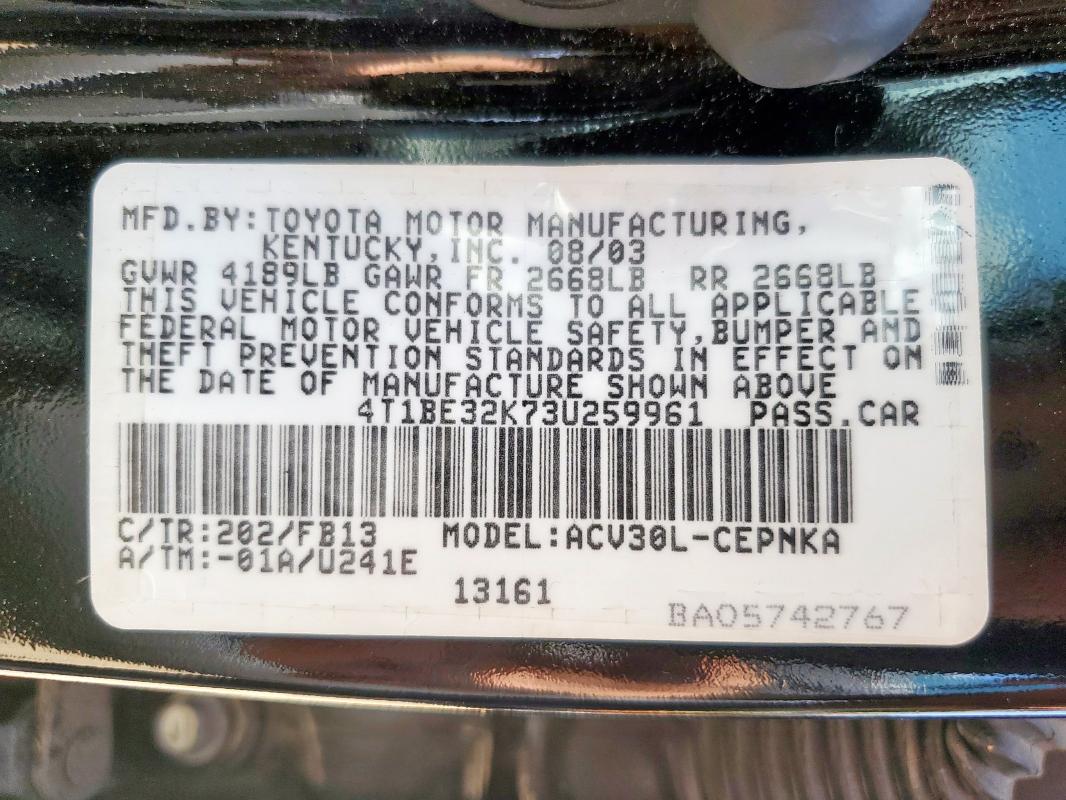 MFD.BY:TOYOTA MOTOR MANUFACTURING,
KENTUCKY,INC. 08/03
GVWR 4189LB GAWR FR 2668LB RR 2668LB
THIS VEHICLE CONFORMS TO ALL APPLICABLE
FEDERAL MOTOR VEHICLE SAFETY,BUMPER AND
THEFT PREVENTION STANDARDS IN EFFECT ON
THE DATE OF MANUFACTURE SHOWN ABOVE
4T1BE32K73U259961 PASS.CAR
C/TR:202/FB13 MODEL:ACV30L-CEPNKA
A/TM:-01A/U241E
13161
BA05742767